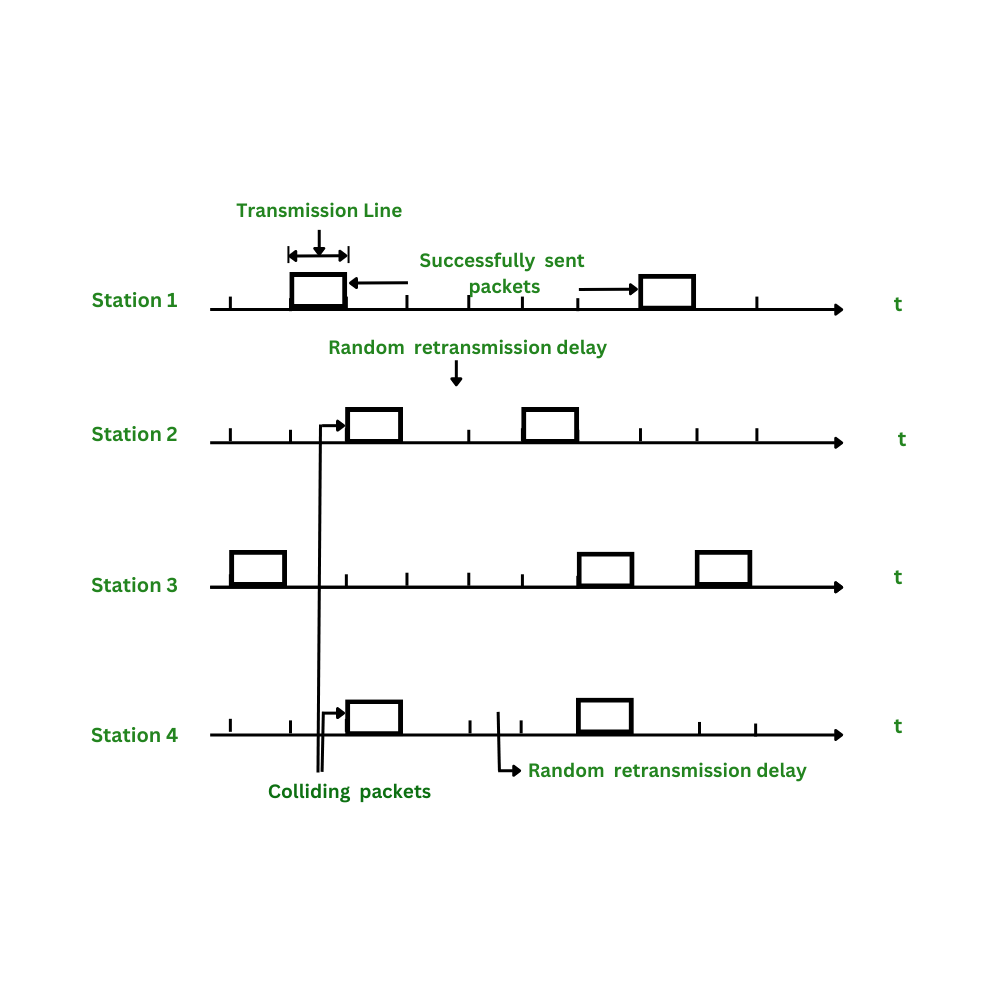 Transmission Line
Successfully sent
packets
Station 1
t
Random retransmission delay
Station 2
t
Station 3
t
Station 4
t
Random retransmission delay
Colliding packets